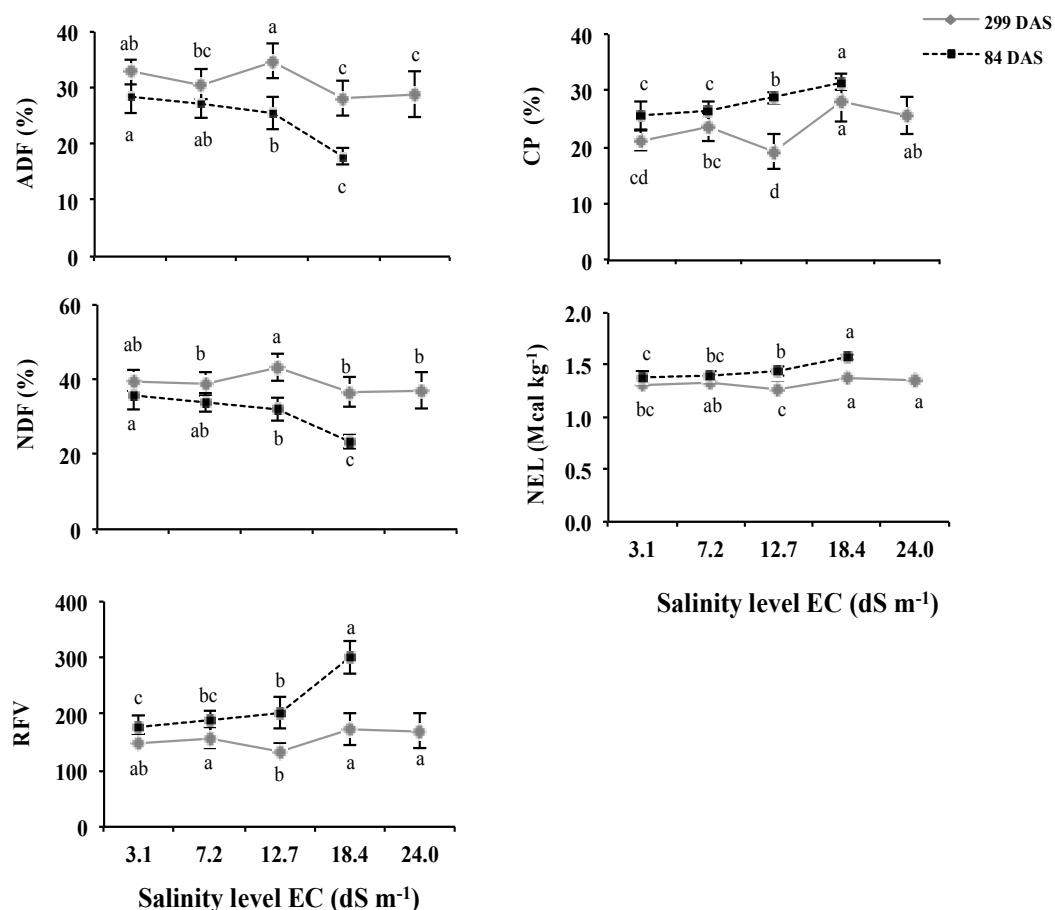 299 DAS
84 DAS
ADF (%)
40
30
20
10
0
ab
bc
a
c
c
a
ab
b
c
CP (%)
40
30
20
10
0
c
c
b
a
cd
bc
d
a
ab
NDF (%)
60
40
20
0
ab
b
a
b
b
a
ab
b
c
NEL (Mcal kg-1)
2.0
1.5
1.0
0.5
0.0
c
bc
b
a
bc
ab
c
a
a
3.1 7.2 12.7 18.4 24.0
Salinity level EC (dS m-1)
RFV
400
300
200
100
0
c
bc
b
a
ab
a
b
a
a
3.1 7.2 12.7 18.4 24.0
Salinity level EC (dS m-1)